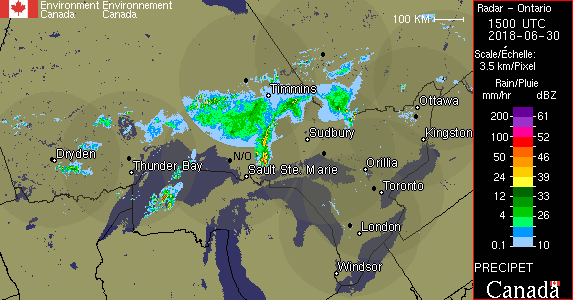 Environment Environnement
Canada Canada
100 KM
Timmins
Ottawa
Sudbury
Kingston
Dryden
Thunder Bay
N/O
Sault Ste. Marie
Orillia
Toronto
London
Windsor
Radar - Ontario
1500 UTC
2018-06-30
Scale/Échelle:
3.5 km/Pixel
Rain/Pluie
mm/hr dBZ
200 61
100 52
50 46
24 39
12 33
4 26
0.1 10
PRECIPET
Canada